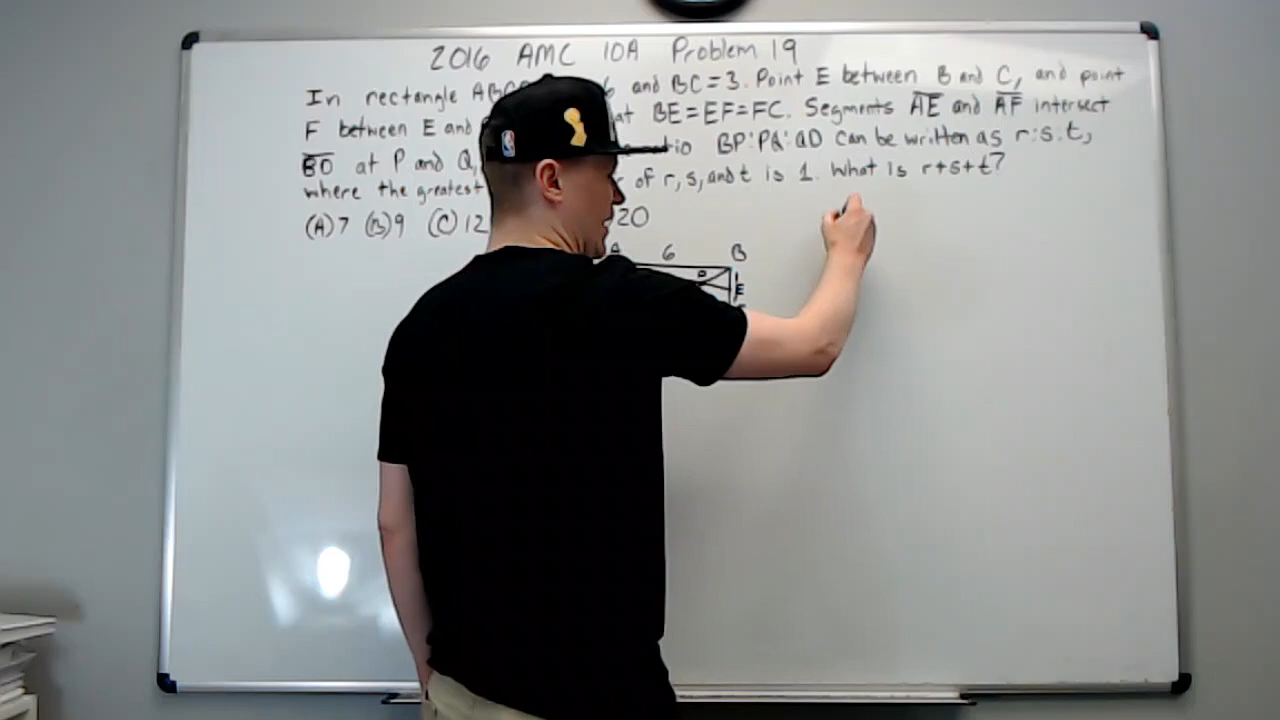 2016 AMC 10A Problem 19
In rectangle 6 and BC=3. Point E between B and C, and point
F between E and at BE=EF=FC. Segments AE and AF intersect
BD at P and Q, BP:PQ:QD can be written as r:s:t,
where the greatest of r, s, and t is 1. What is r+s+t?
(A) 7 (B) 9 (C) 12 20
A 6 B
E